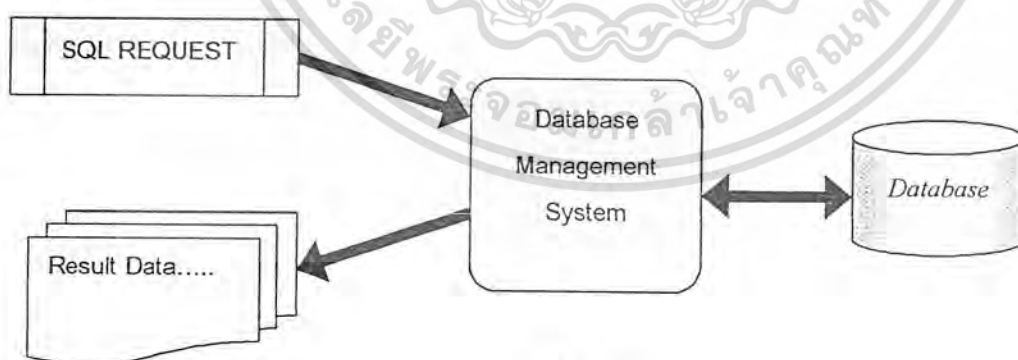 SQL REQUEST
Database
Management
System
Database
Result Data.....